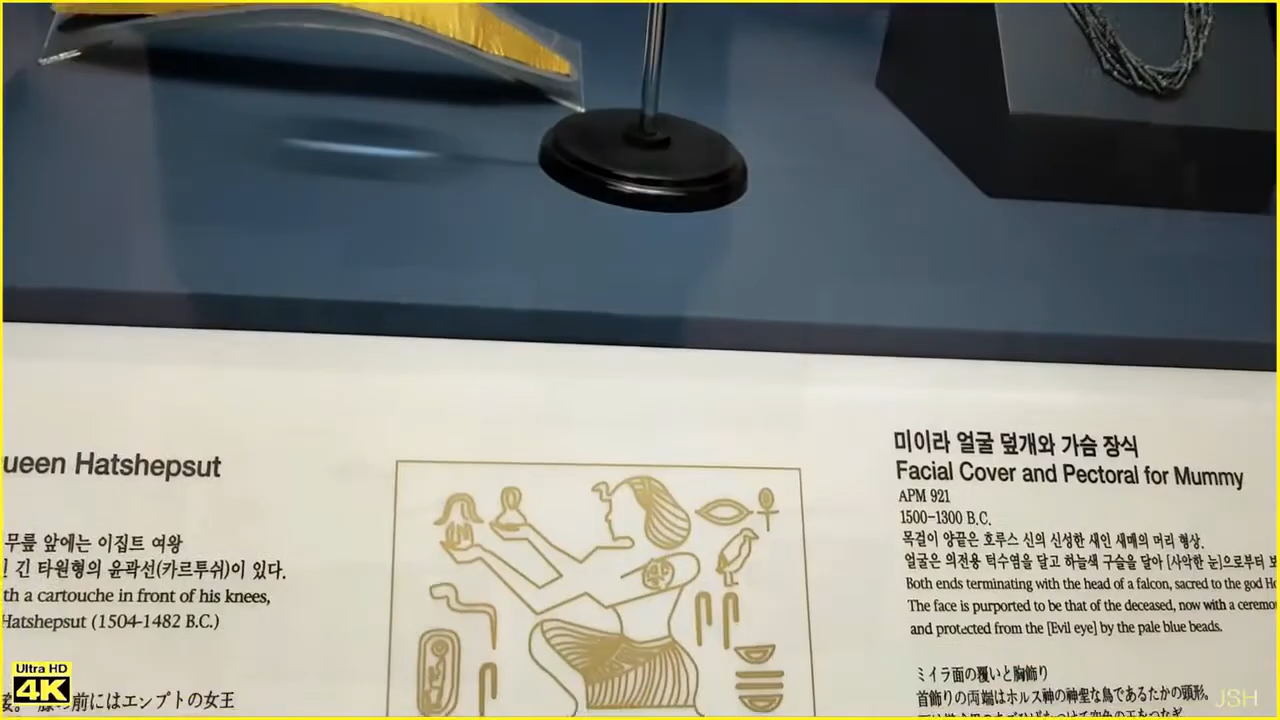 ueen Hatshepsut
무릎 앞에는 이집트 여왕
긴 타원형의 윤곽선(카르투쉬)이 있다.
th a cartouche in front of his knees,
Hatshepsut (1504-1482 B.C.)
前にはエンプトの女王
미이라 얼굴 덮개와 가슴 장식
Facial Cover and Pectoral for Mummy
APM 921
1500-1300 B.C.
목걸이 양끝은 호루스 신의 신성한 새인 새매의 머리 형상.
얼굴은 의전용 턱수염을 달고 하늘색 구슬을 달아 [사악한 눈]으로부터 보
Both ends terminating with the head of a falcon, sacred to the god Ho
The face is purported to be that of the deceased, now with a ceremo
and protected from the [Evil eye] by the pale blue beads.
ミイラ面の覆いと胸飾り
首飾りの両端はホルス神の神聖な鳥であるたかの頭形。
Ultra HD
4K
JSH